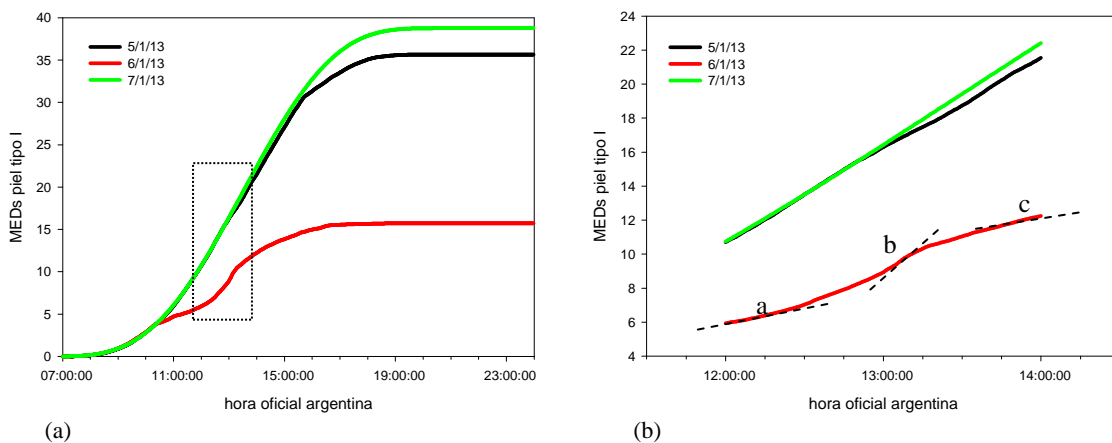 40
35
30
25
20
15
10
5
0
MEDs piel tipo I
5/1/13
6/1/13
7/1/13
07:00:00 11:00:00 15:00:00 19:00:00 23:00:00
hora oficial argentina
(a)
24
22
20
18
16
14
12
10
8
6
4
MEDs piel tipo I
5/1/13
6/1/13
7/1/13
a
b
c
12:00:00 13:00:00 14:00:00
hora oficial argentina
(b)